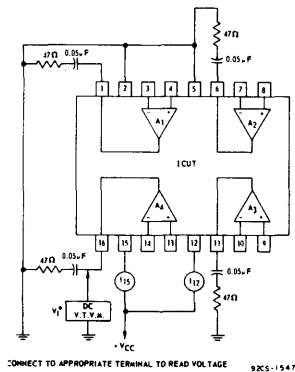 47Ω
0.05μF
47Ω
0.05μF
1 2 3 4 5 6 7 8
- + - +
A1 A2
ICUT
A4 A3
- + - +
16 15 14 13 12 11 10 9
47Ω
0.05μF
0.05μF
47Ω
I15
I12
V1*
DC
V.T.V.M.
+VCC
CONNECT TO APPROPRIATE TERMINAL TO READ VOLTAGE
92CS-1547